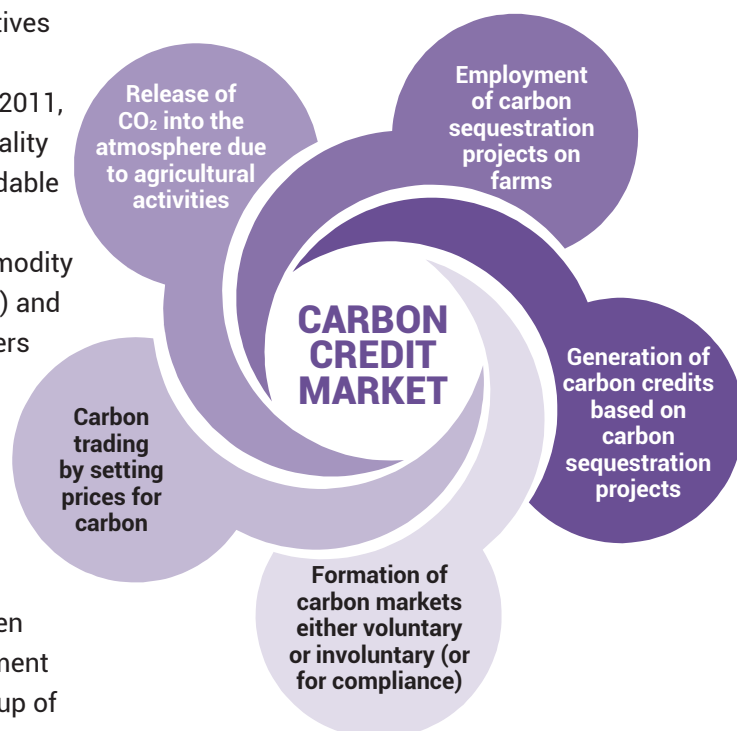 tives
2011,
ality
dable
modity
) and
ers
en
nent
up of
Release of
CO₂ into the
atmosphere due
to agricultural
activities
Employment
of carbon
sequestration
projects on
farms
Generation of
carbon credits
based on
carbon
sequestration
projects
Formation of
carbon markets
either voluntary
or involuntary (or
for compliance)
Carbon
trading
by setting
prices for
carbon
CARBON
CREDIT
MARKET